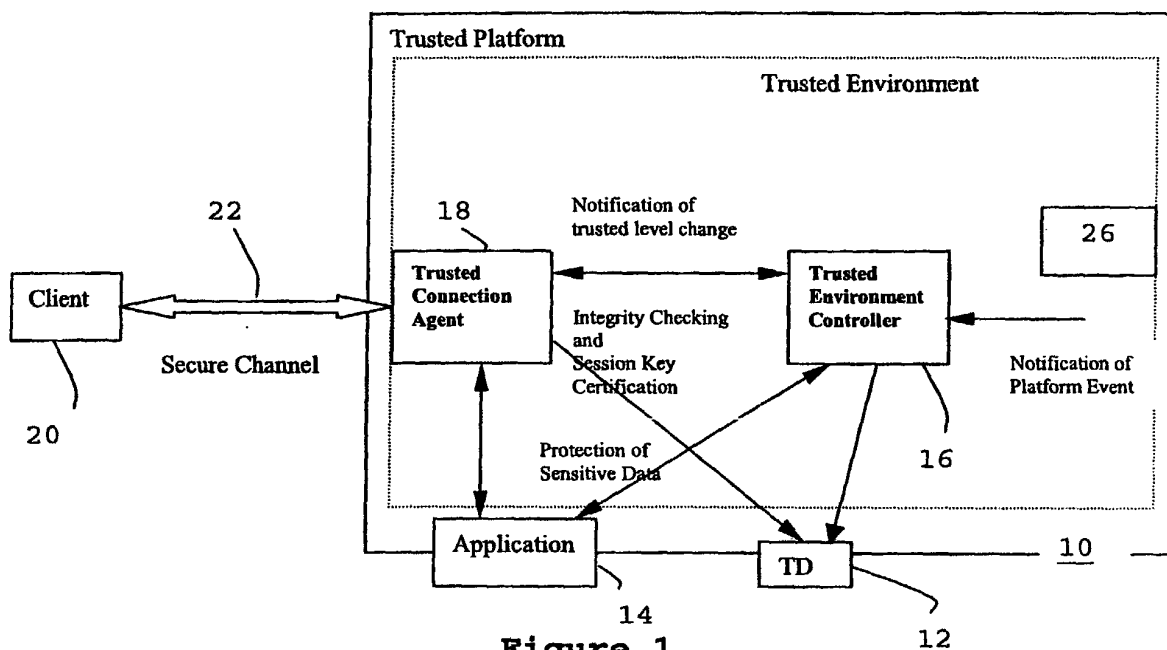 Trusted Platform
Trusted Environment
22
18
Notification of
trusted level change
26
Client
Trusted
Connection
Agent
Trusted
Environment
Controller
Integrity Checking
and
Session Key
Certification
Secure Channel
Notification of
Platform Event
20
16
Protection of
Sensitive Data
Application
TD
10
14
12
Figure 1